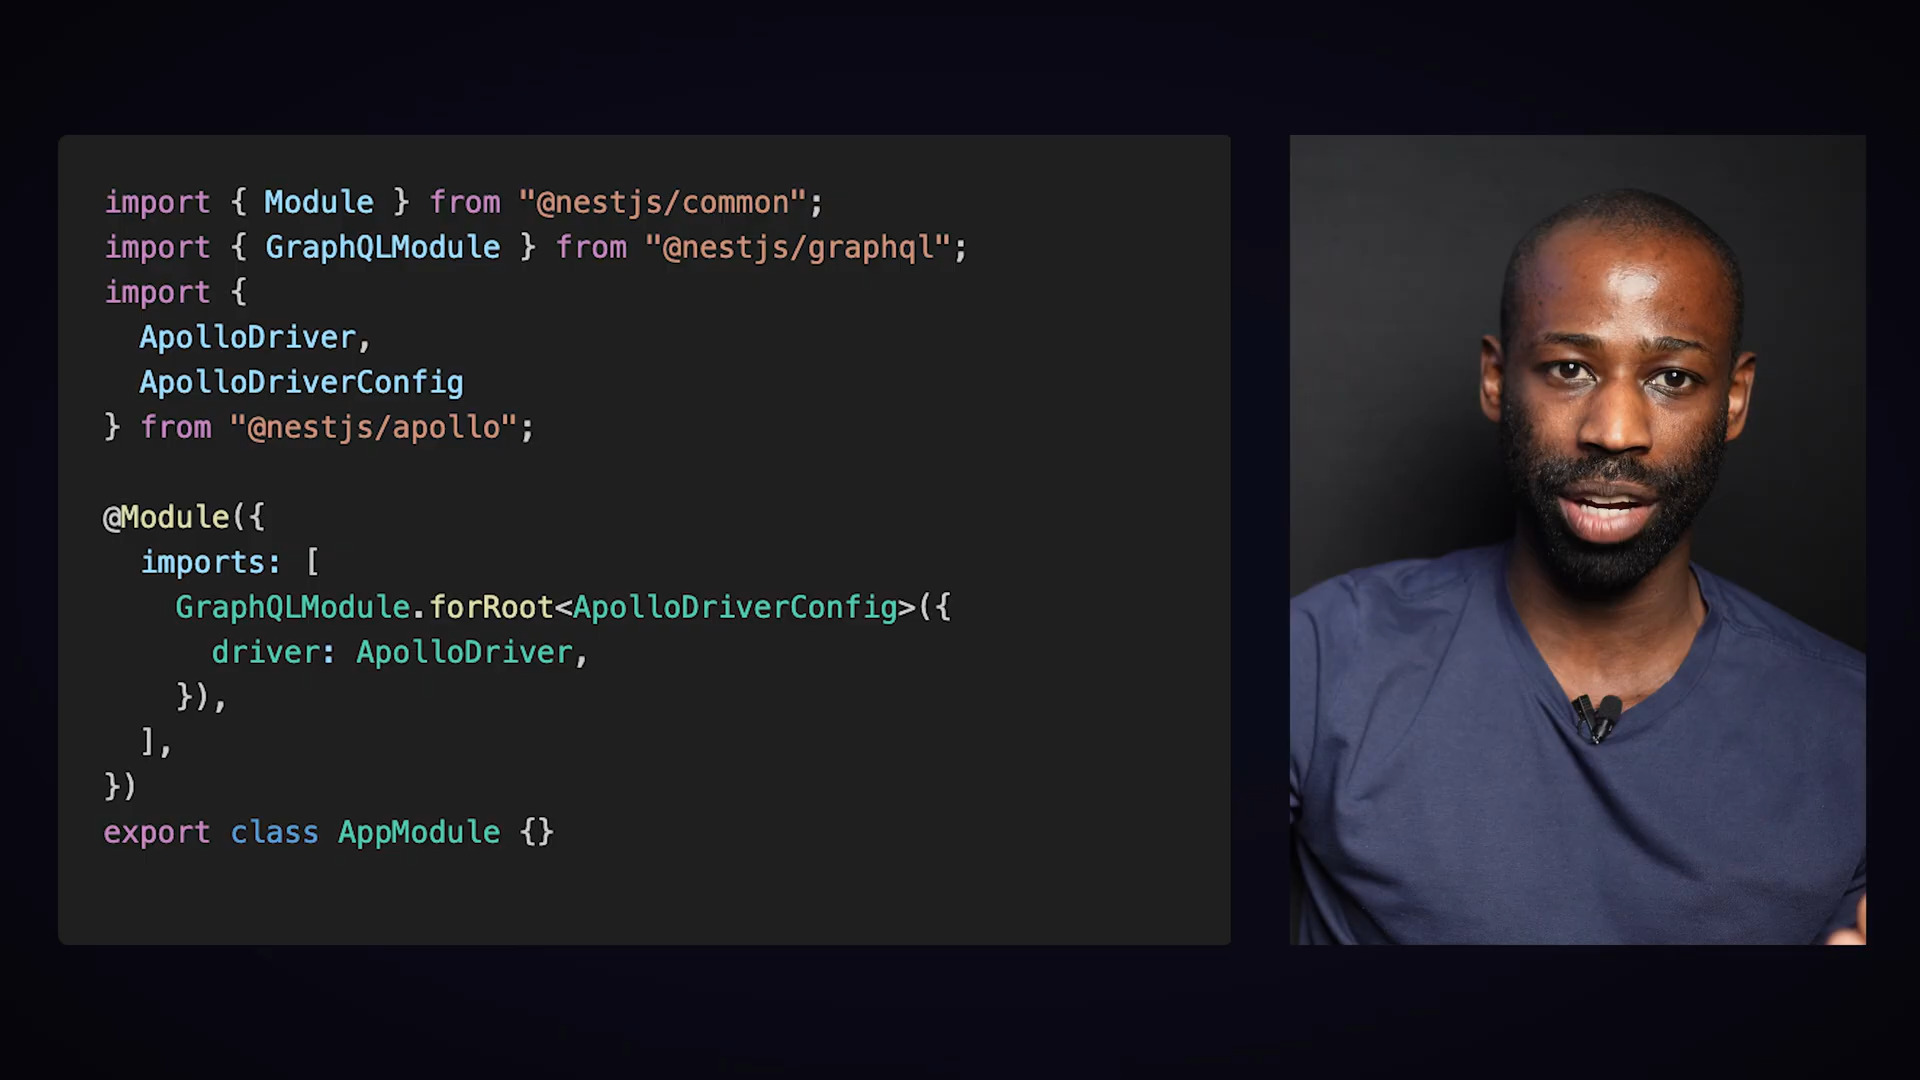 import { Module } from "@nestjs/common";
import { GraphQLModule } from "@nestjs/graphql";
import {
  ApolloDriver,
  ApolloDriverConfig
} from "@nestjs/apollo";

@Module({
  imports: [
    GraphQLModule.forRoot<ApolloDriverConfig>({
      driver: ApolloDriver,
    }),
  ],
})
export class AppModule {}